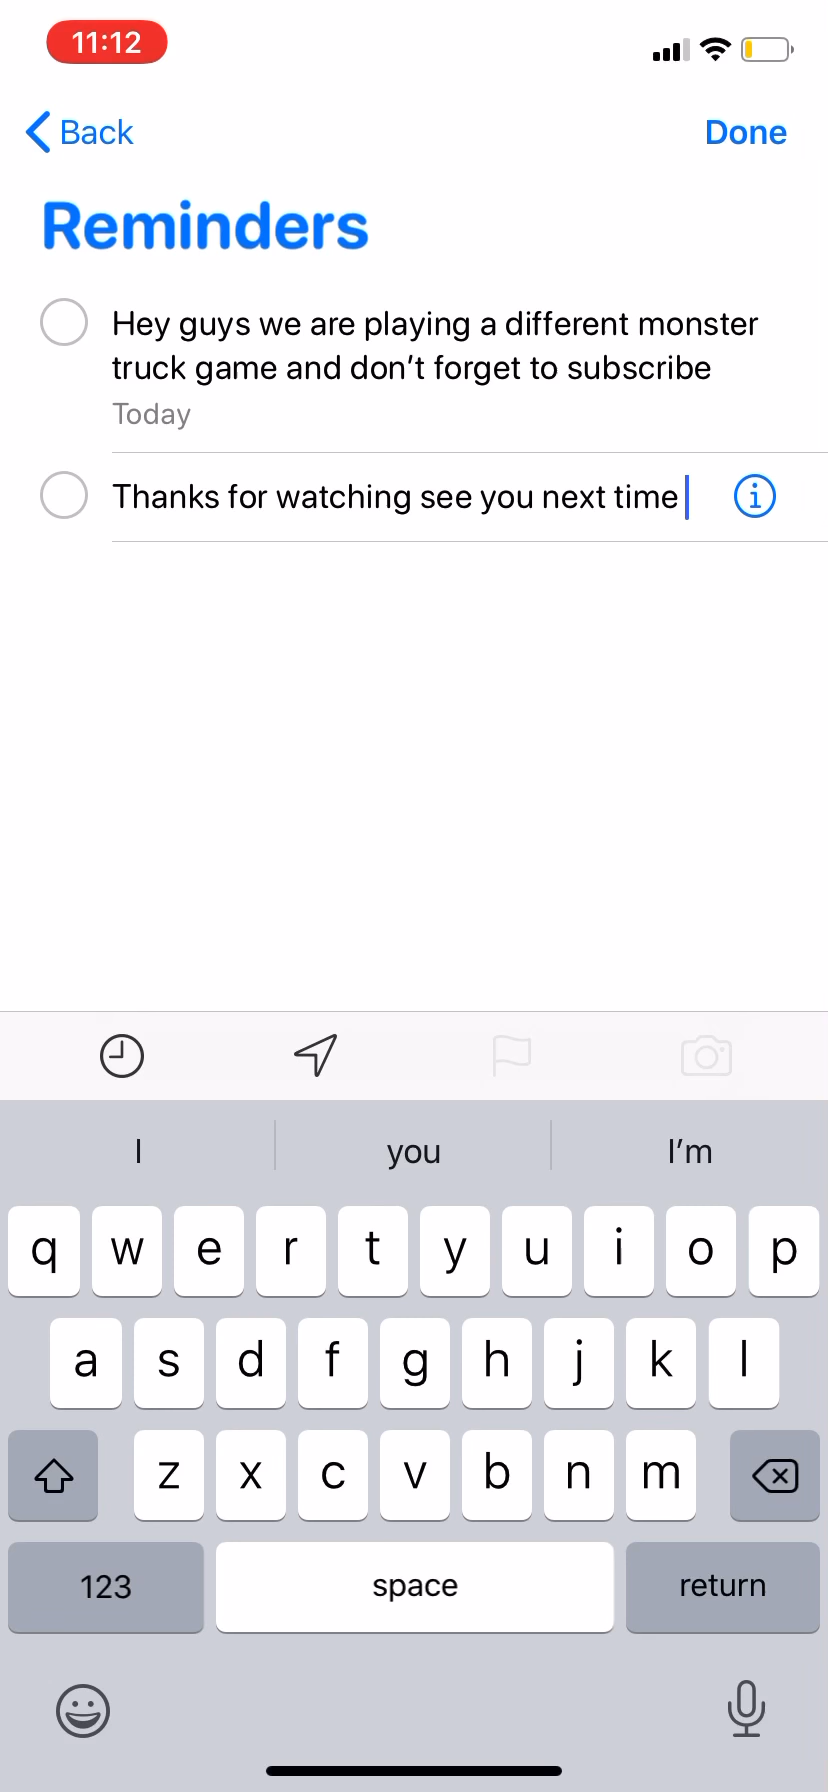 11:12
Back
Done
Reminders
Hey guys we are playing a different monster
truck game and don’t forget to subscribe
Today
Thanks for watching see you next time
I you I’m
q w e r t y u i o p
a s d f g h j k l
z x c v b n m
123 space return